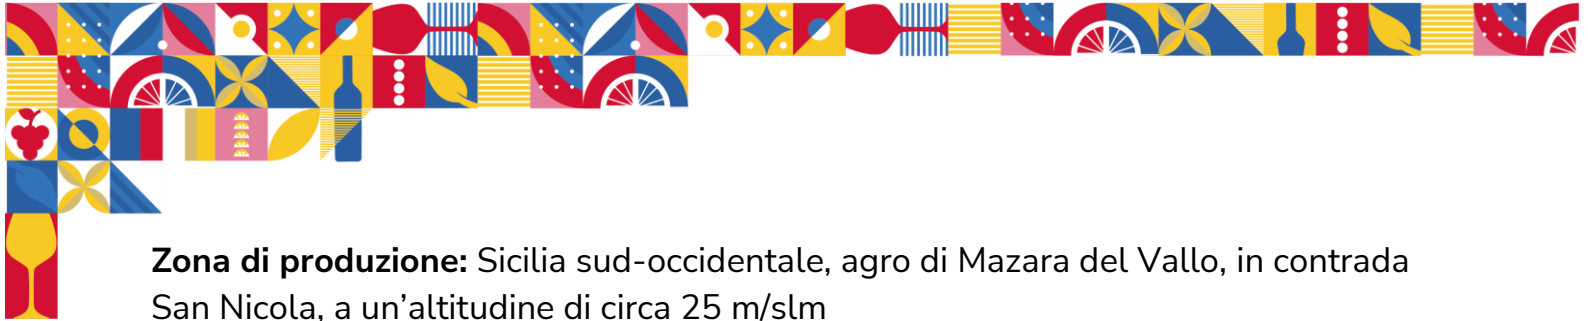 Zona di produzione: Sicilia sud-occidentale, agro di Mazara del Vallo, in contrada
San Nicola, a un’altitudine di circa 25 m/slm